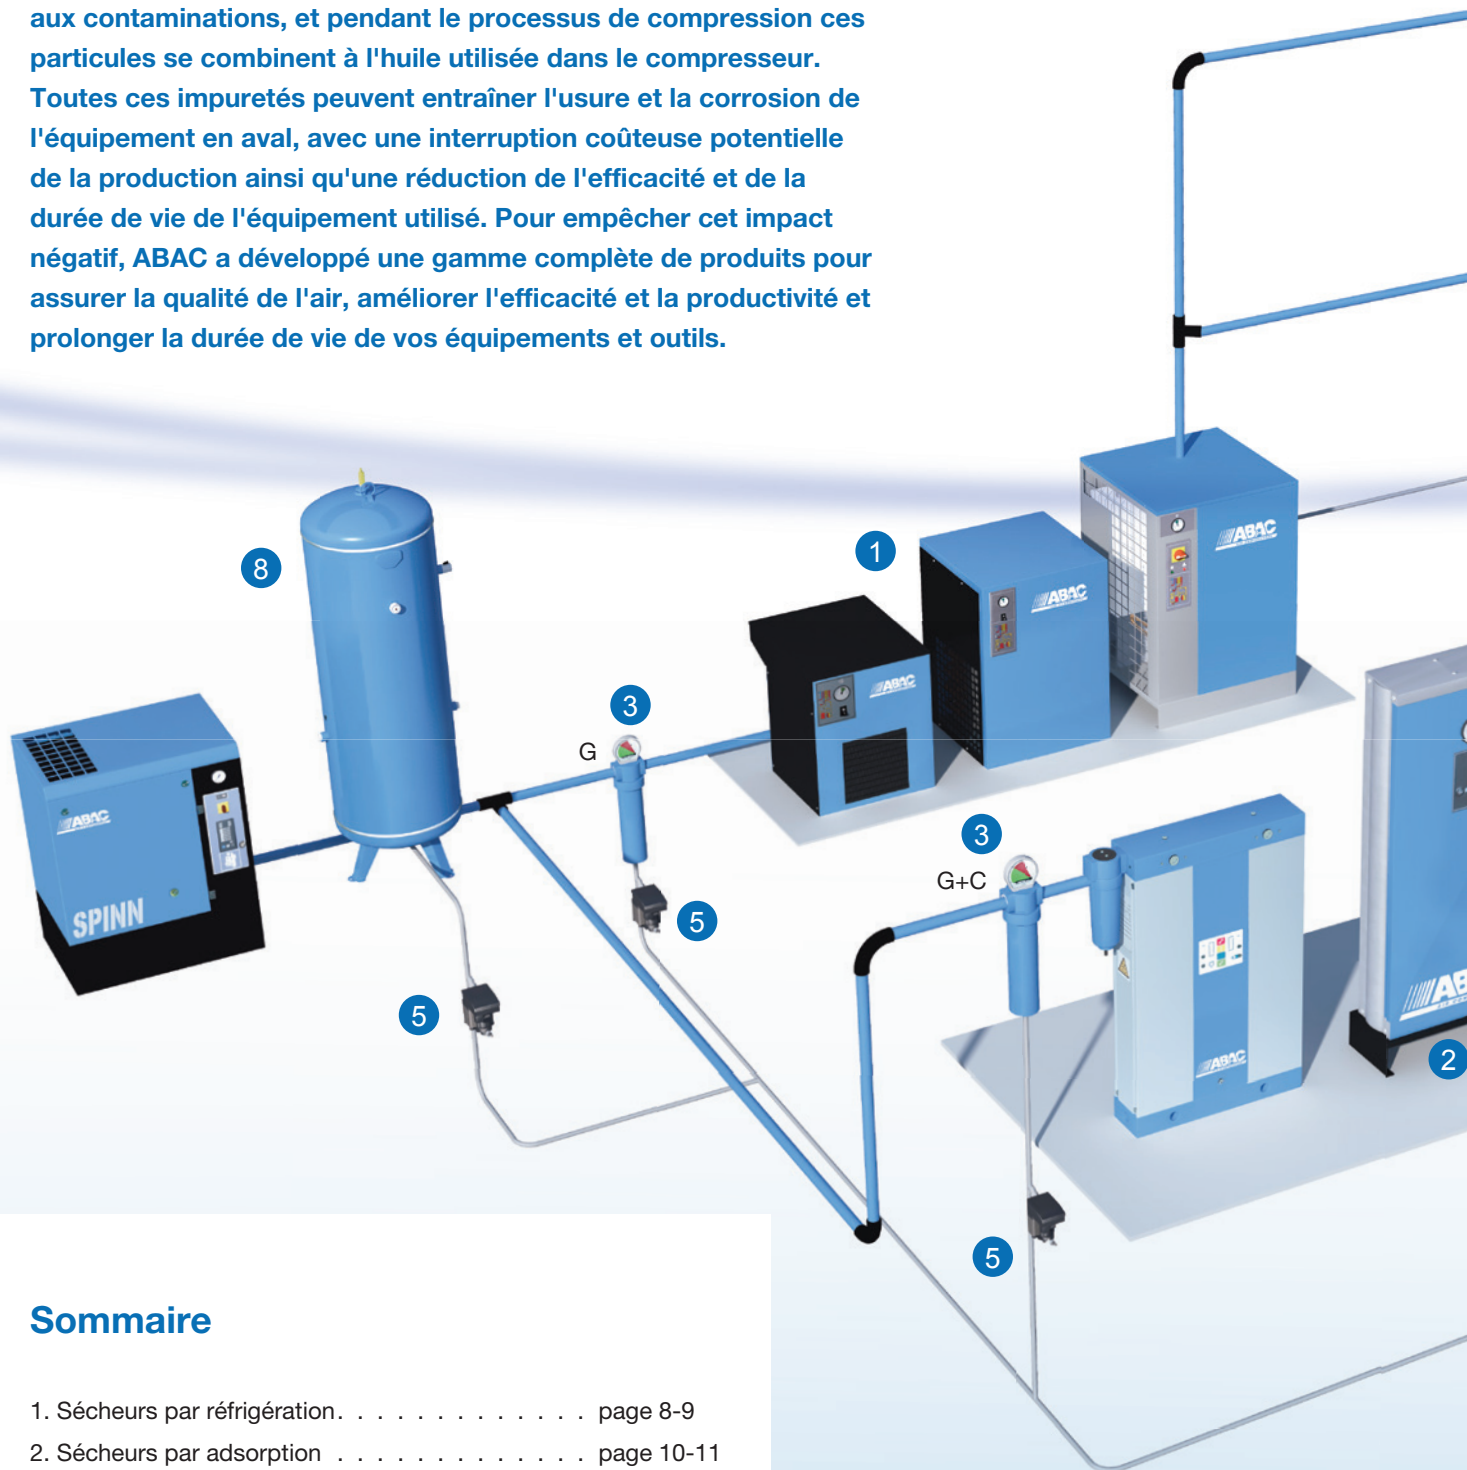 aux contaminations, et pendant le processus de compression ces
particules se combinent à l'huile utilisée dans le compresseur.
Toutes ces impuretés peuvent entraîner l'usure et la corrosion de
l'équipement en aval, avec une interruption coûteuse potentielle
de la production ainsi qu'une réduction de l'efficacité et de la
durée de vie de l'équipement utilisé. Pour empêcher cet impact
négatif, ABAC a développé une gamme complète de produits pour
assurer la qualité de l'air, améliorer l'efficacité et la productivité et
prolonger la durée de vie de vos équipements et outils.
ABAC
1
8
ABAC
ABAC
3
G
ABAC
SPINN
3
G+C
5
5
ABAC
2
5
Sommaire
1. Sécheurs par réfrigération. . . . . . . . . . . . . page 8-9
2. Sécheurs par adsorption . . . . . . . . . . . . . page 10-11